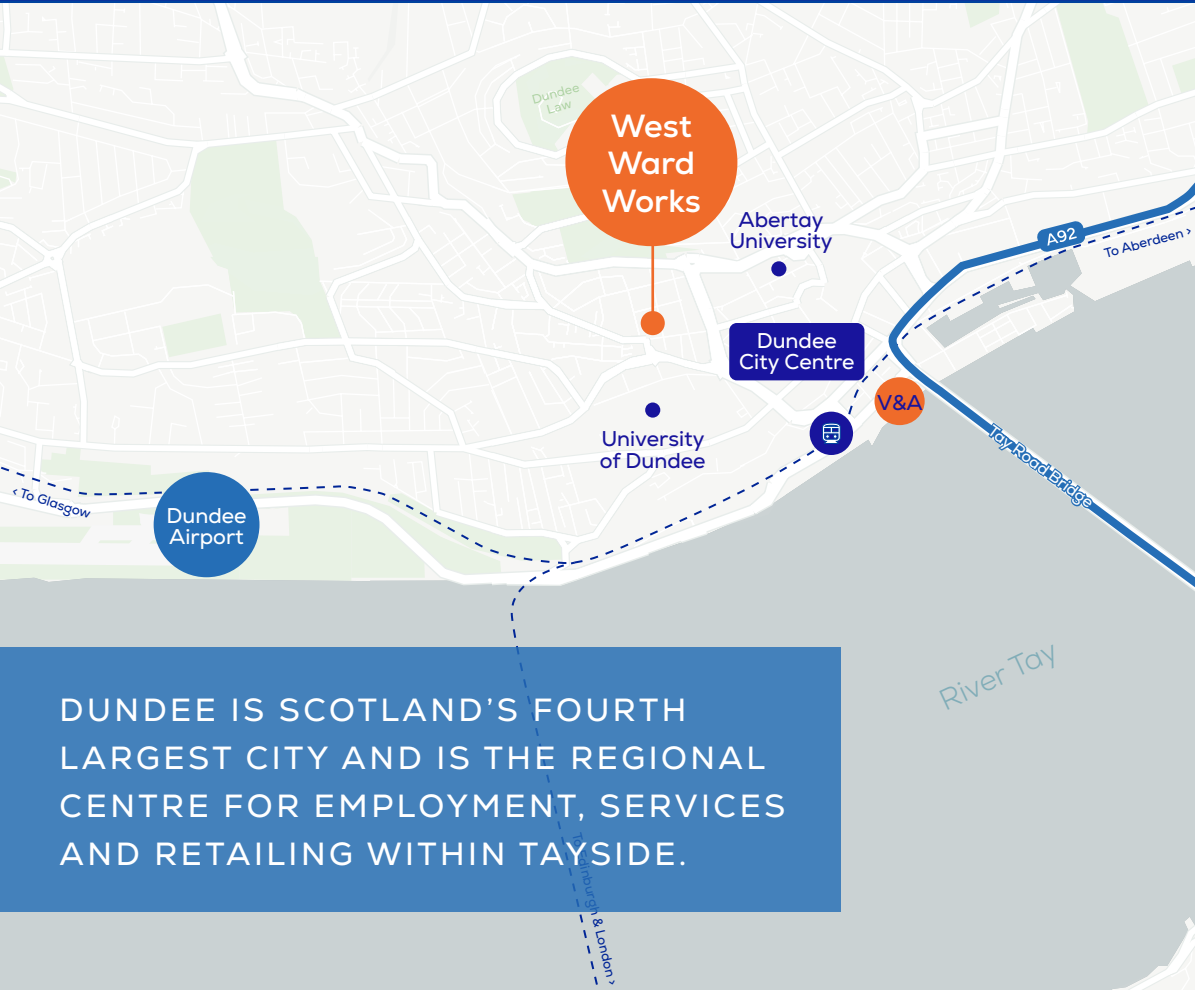 Dundee
Law
West
Ward
Works
Abertay
University
A92
To Aberdeen ›
Dundee
City Centre
V&A
University
of Dundee
Tay Road Bridge
‹ To Glasgow
Dundee
Airport
River Tay
DUNDEE IS SCOTLAND’S FOURTH
LARGEST CITY AND IS THE REGIONAL
CENTRE FOR EMPLOYMENT, SERVICES
AND RETAILING WITHIN TAYSIDE.
To Edinburgh & London ›